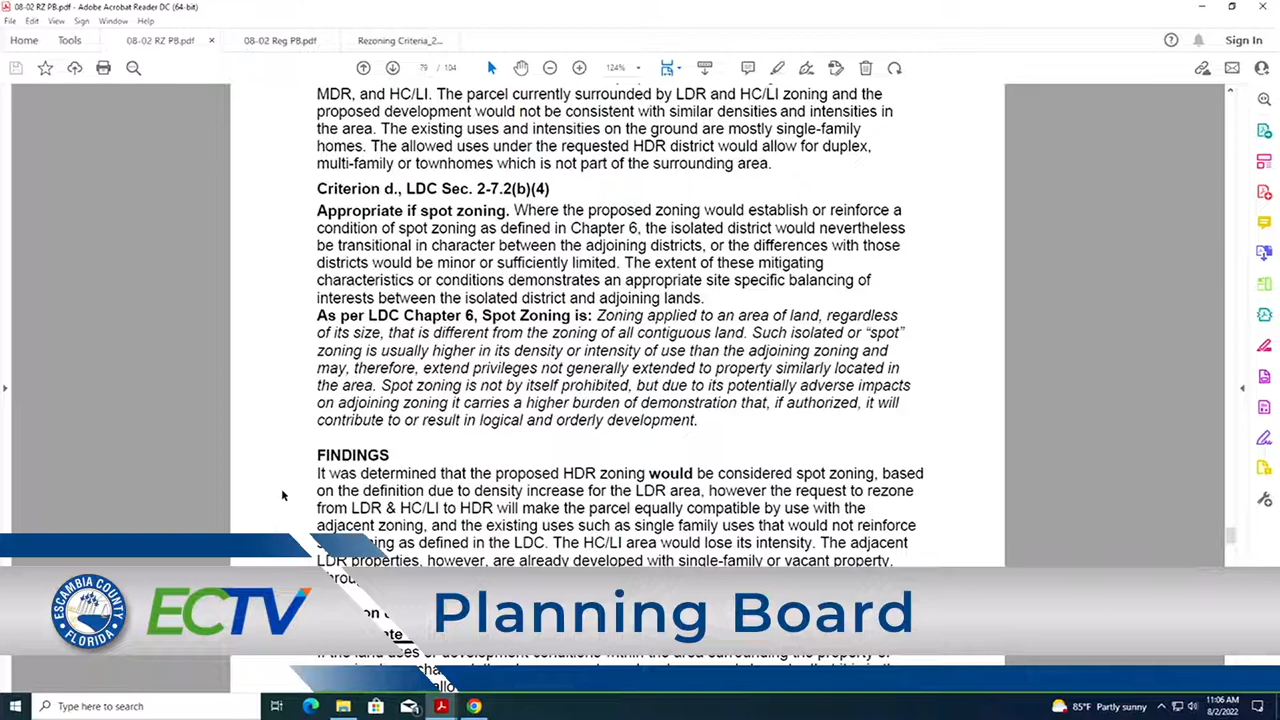 08-02 RZ PB.pdf - Adobe Acrobat Reader DC (64-bit)
File Edit View Sign Window Help
Home Tools 08-02 RZ PB.pdf × 08-02 Reg PB.pdf Rezoning Criteria_2... Sign In
79 / 104 124%
MDR, and HC/LI. The parcel currently surrounded by LDR and HC/LI zoning and the
proposed development would not be consistent with similar densities and intensities in
the area. The existing uses and intensities on the ground are mostly single-family
homes. The allowed uses under the requested HDR district would allow for duplex,
multi-family or townhomes which is not part of the surrounding area.
Criterion d., LDC Sec. 2-7.2(b)(4)
Appropriate if spot zoning. Where the proposed zoning would establish or reinforce a
condition of spot zoning as defined in Chapter 6, the isolated district would nevertheless
be transitional in character between the adjoining districts, or the differences with those
districts would be minor or sufficiently limited. The extent of these mitigating
characteristics or conditions demonstrates an appropriate site specific balancing of
interests between the isolated district and adjoining lands.
As per LDC Chapter 6, Spot Zoning is: Zoning applied to an area of land, regardless
of its size, that is different from the zoning of all contiguous land. Such isolated or “spot”
zoning is usually higher in its density or intensity of use than the adjoining zoning and
may, therefore, extend privileges not generally extended to property similarly located in
the area. Spot zoning is not by itself prohibited, but due to its potentially adverse impacts
on adjoining zoning it carries a higher burden of demonstration that, if authorized, it will
contribute to or result in logical and orderly development.
FINDINGS
It was determined that the proposed HDR zoning would be considered spot zoning, based
on the definition due to density increase for the LDR area, however the request to rezone
from LDR & HC/LI to HDR will make the parcel equally compatible by use with the
adjacent zoning, and the existing uses such as single family uses that would not reinforce
as defined in the LDC. The HC/LI area would lose its intensity. The adjacent
LDR properties, however, are already developed with single-family or vacant property.
ESCAMBIA COUNTY
FLORIDA
ECTV
Planning Board
Type here to search
85°F Partly sunny
11:06 AM
8/2/2022